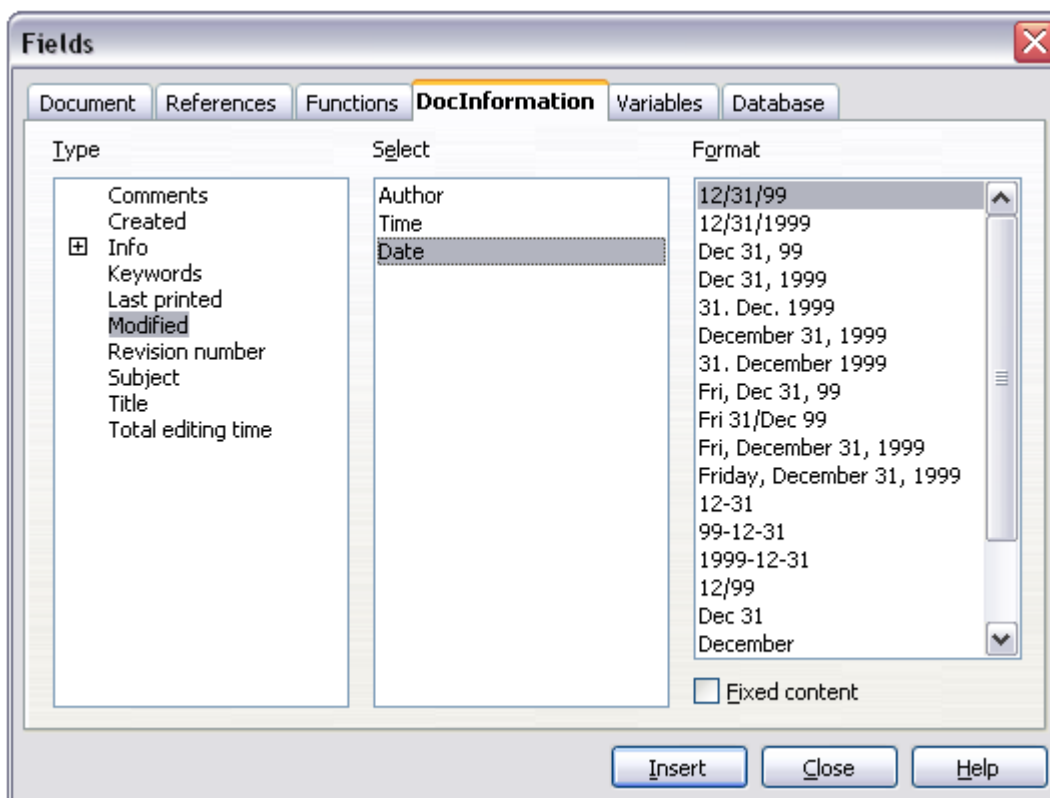 Fields
Document References Functions DocInformation Variables Database
Type
Comments
Created
Info
Keywords
Last printed
Modified
Revision number
Subject
Title
Total editing time
Select
Author
Time
Date
Format
12/31/99
12/31/1999
Dec 31, 99
Dec 31, 1999
31. Dec. 1999
December 31, 1999
31. December 1999
Fri, Dec 31, 99
Fri 31/Dec 99
Fri, December 31, 1999
Friday, December 31, 1999
12-31
99-12-31
1999-12-31
12/99
Dec 31
December
Fixed content
Insert Close Help